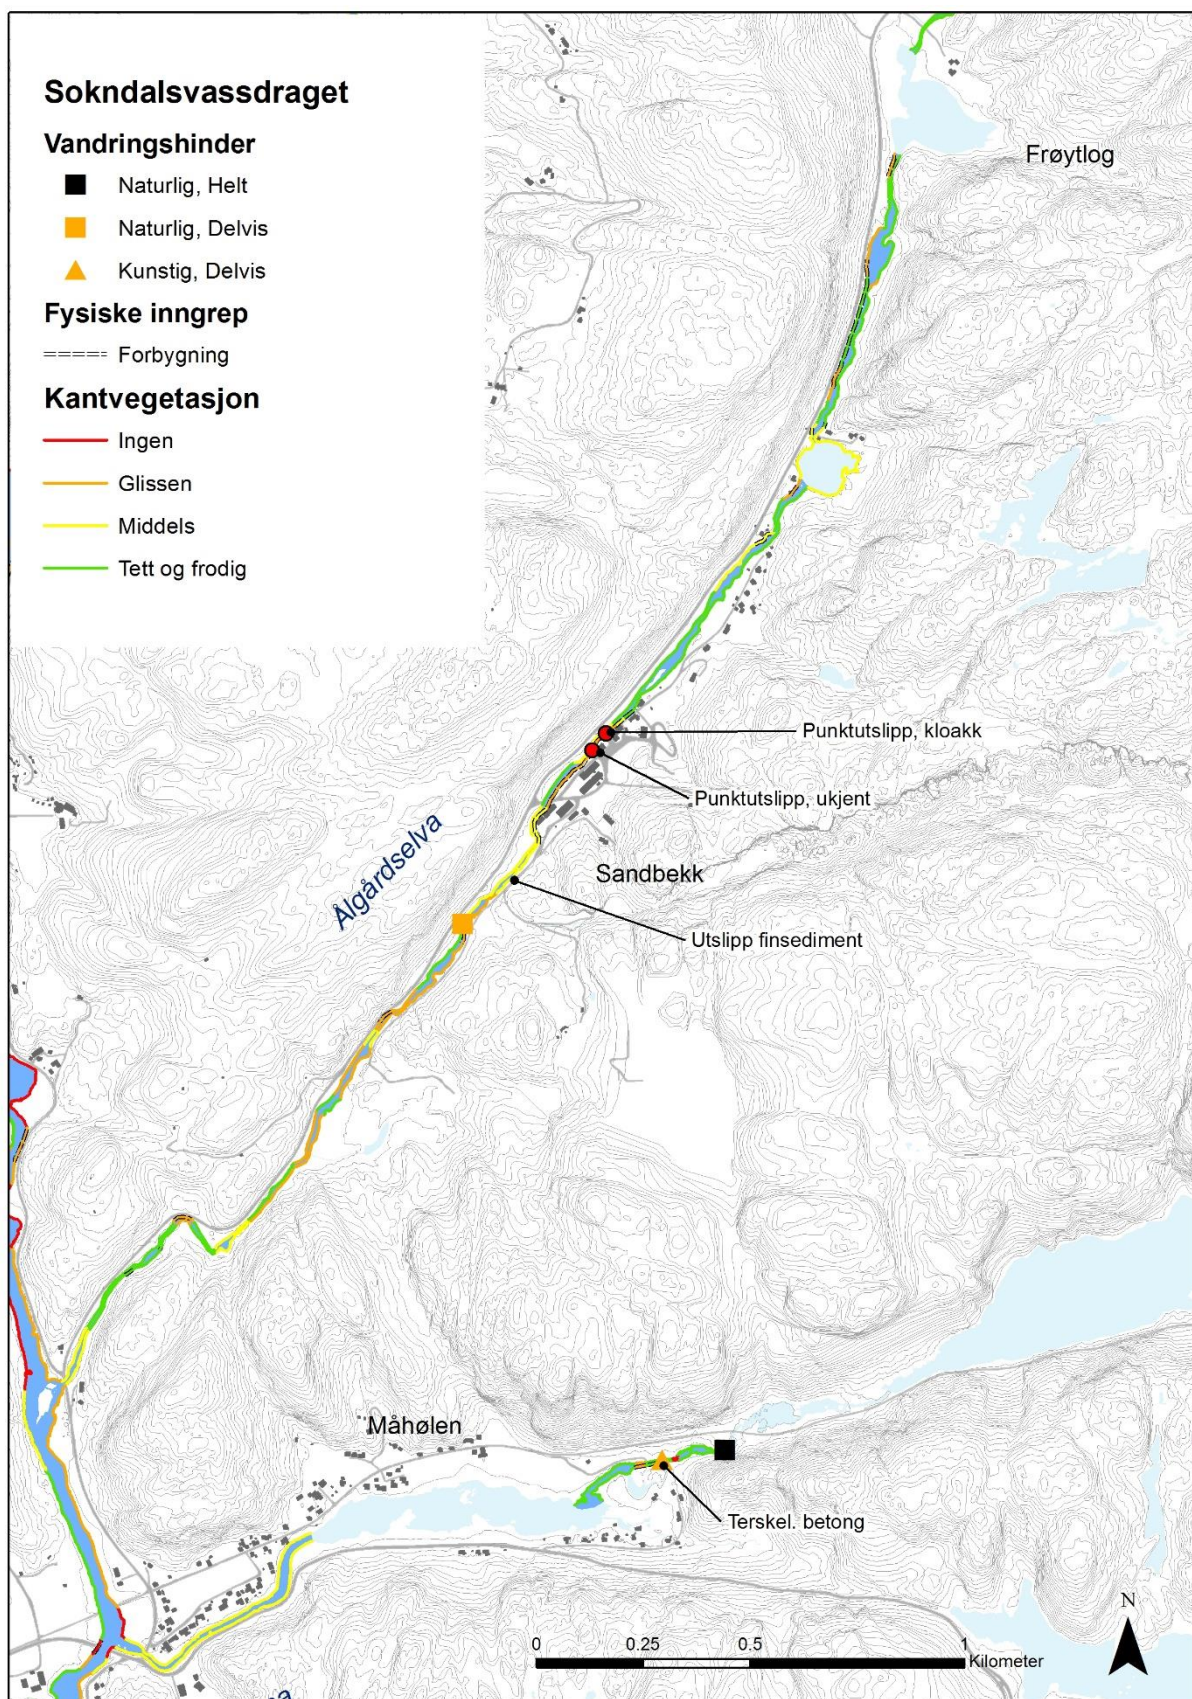 Sokndalsvassdraget
Vandringshinder
Naturlig, Helt
Naturlig, Delvis
Kunstig, Delvis
Fysiske inngrep
Forbygning
Kantvegetasjon
Ingen
Glissen
Middels
Tett og frodig
Frøytlog
Punktutslipp, kloakk
Punktutslipp, ukjent
Ålgårdselva
Sandbekk
Utslipp finsediment
Måhølen
Terskel. betong
N
0 0.25 0.5 1
Kilometer